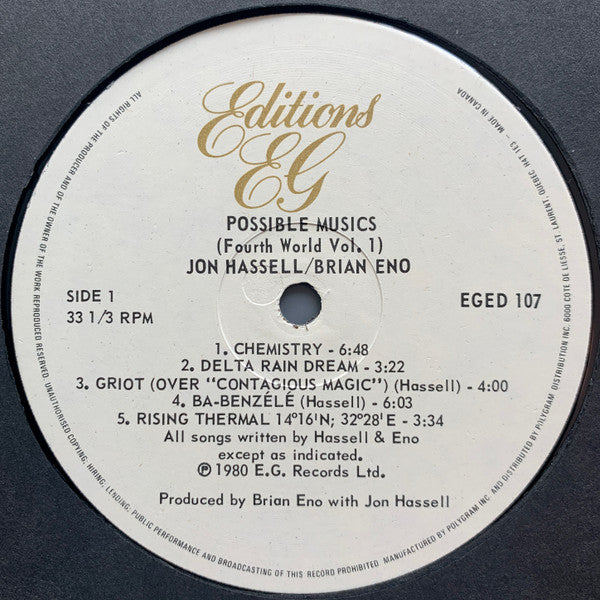 Editions
EG
POSSIBLE MUSICS
(Fourth World Vol. 1)
JON HASSELL/BRIAN ENO
SIDE 1
33 1/3 RPM
EGED 107
1. CHEMISTRY - 6:48
2. DELTA RAIN DREAM - 3:22
3. GRIOT (OVER "CONTAGIOUS MAGIC") (Hassell) - 4:00
4. BA-BENZÉLÉ (Hassell) - 6:03
5. RISING THERMAL 14°16'N; 32°28'E - 3:34
All songs written by Hassell & Eno
except as indicated.
℗ 1980 E.G. Records Ltd.
Produced by Brian Eno with Jon Hassell
ALL RIGHTS OF THE PRODUCER AND OF THE OWNER OF THE WORK REPRODUCED RESERVED. UNAUTHORISED COPYING, HIRING, LENDING, PUBLIC PERFORMANCE AND BROADCASTING OF THIS RECORD PROHIBITED. MANUFACTURED BY POLYGRAM INC. AND DISTRIBUTED BY POLYGRAM DISTRIBUTION INC. 6000 COTE DE LIESSE, ST. LAURENT, QUEBEC. H4T 1E3 - MADE IN CANADA